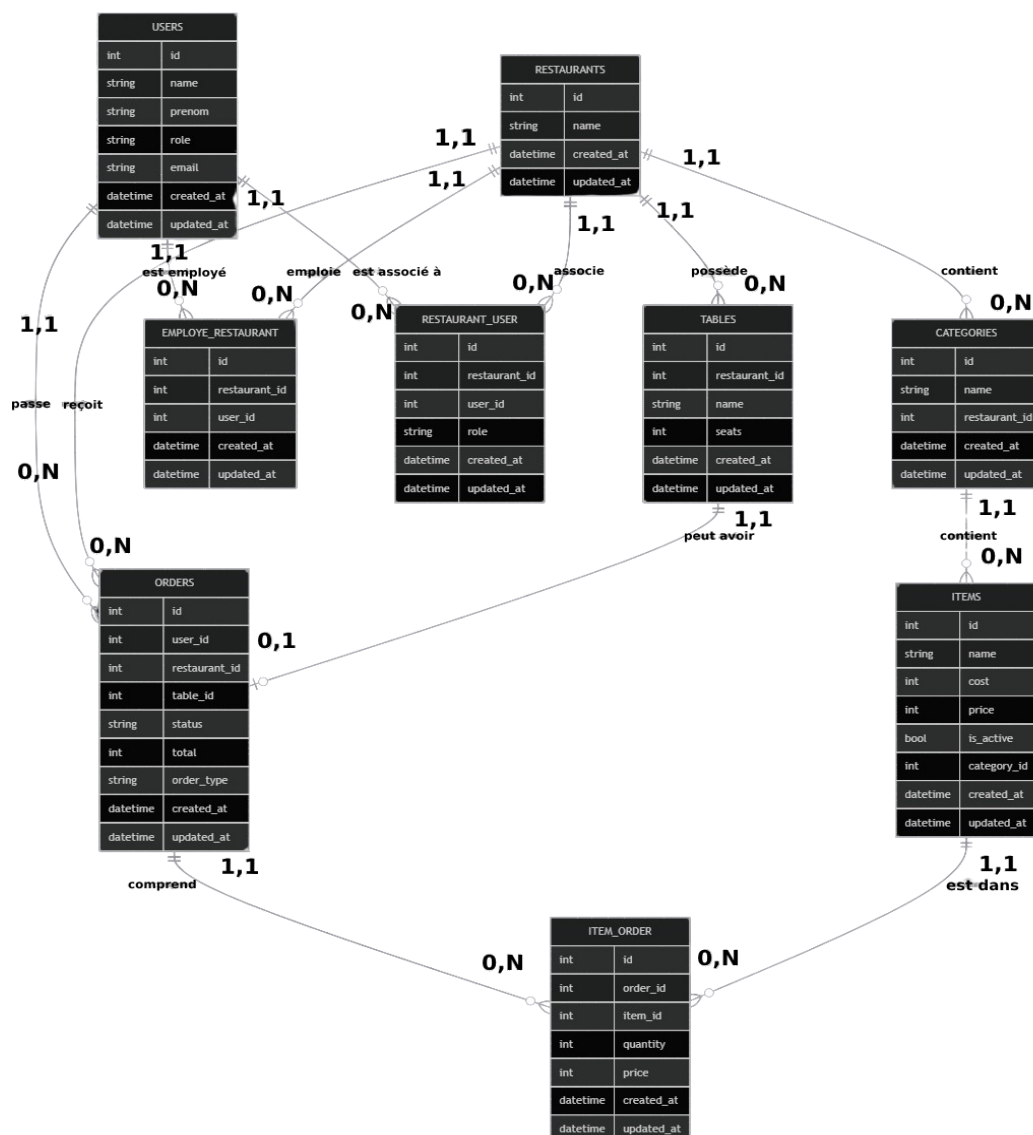 USERS
int id
string name
string prenom
string role
string email
datetime created_at
datetime updated_at
RESTAURANTS
int id
string name
datetime created_at
datetime updated_at
1,1
1,1
1,1
1,1
1,1
1,1
1,1
est employé
emploie
est associé à
associe
possède
contient
0,N
0,N
0,N
0,N
0,N
0,N
EMPLOYE_RESTAURANT
int id
int restaurant_id
int user_id
datetime created_at
datetime updated_at
RESTAURANT_USER
int id
int restaurant_id
int user_id
string role
datetime created_at
datetime updated_at
TABLES
int id
int restaurant_id
string name
int seats
datetime created_at
datetime updated_at
CATEGORIES
int id
string name
int restaurant_id
datetime created_at
datetime updated_at
1,1
passe
reçoit
0,N
0,N
1,1
peut avoir
0,1
1,1
contient
0,N
ORDERS
int id
int user_id
int restaurant_id
int table_id
string status
int total
string order_type
datetime created_at
datetime updated_at
ITEMS
int id
string name
int cost
int price
bool is_active
int category_id
datetime created_at
datetime updated_at
1,1
comprend
1,1
est dans
0,N
0,N
ITEM_ORDER
int id
int order_id
int item_id
int quantity
int price
datetime created_at
datetime updated_at